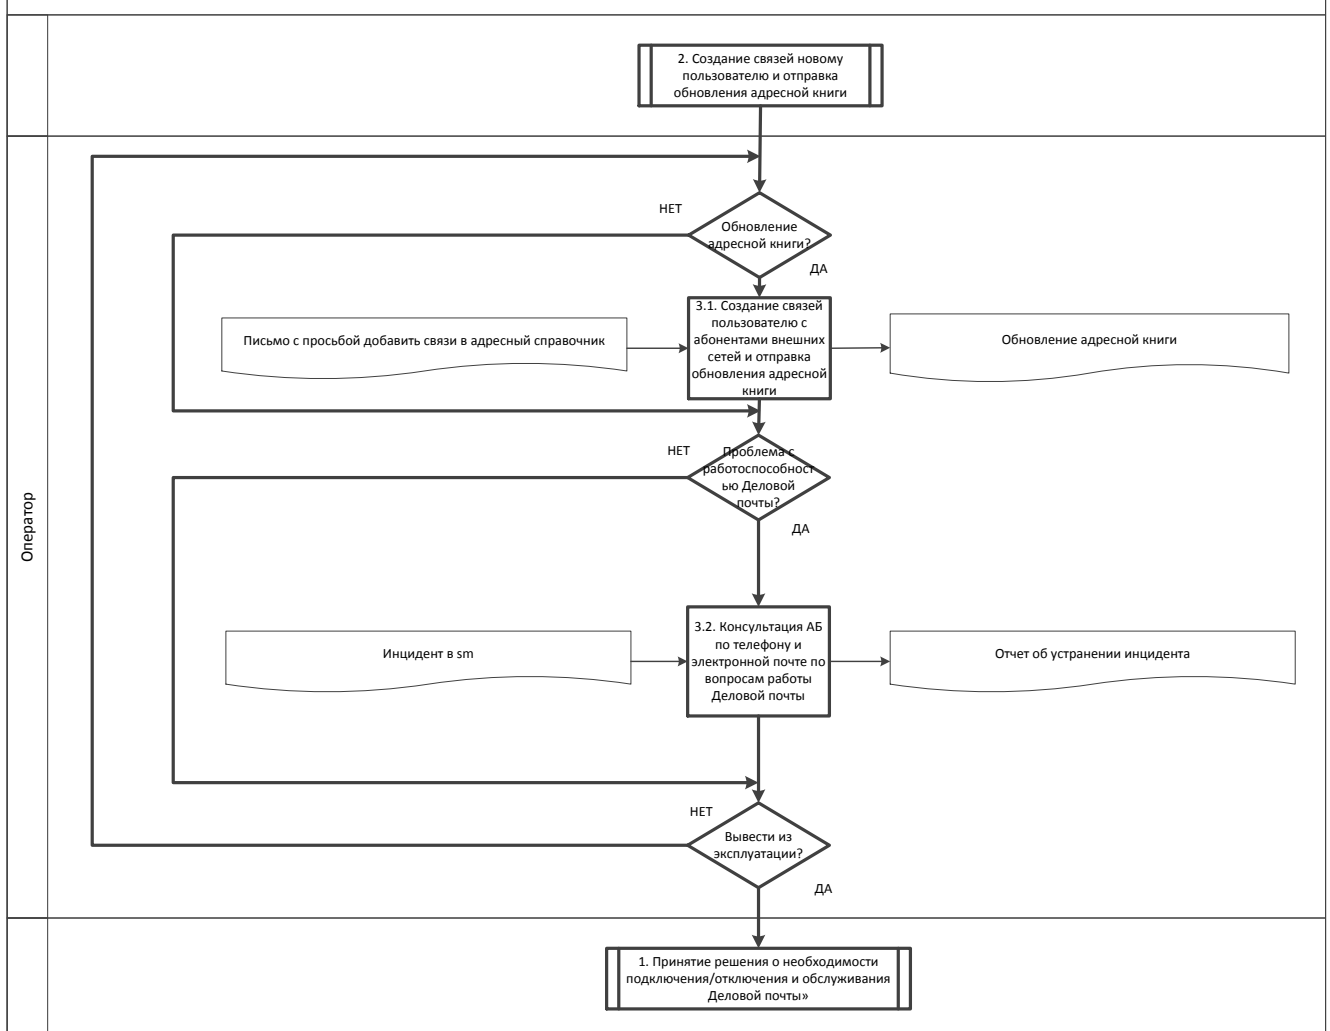 2. Создание связей новому
пользователю и отправка
обновления адресной книги
НЕТ
Обновление
адресной книги?
ДА
Письмо с просьбой добавить связи в адресный справочник
3.1. Создание связей
пользователю с
абонентами внешних
сетей и отправка
обновления адресной
книги
Обновление адресной книги
НЕТ
Проблема с
работоспособност
ью Деловой
почты?
ДА
Оператор
Инцидент в sm
3.2. Консультация АБ
по телефону и
электронной почте по
вопросам работы
Деловой почты
Отчет об устранении инцидента
НЕТ
Вывести из
эксплуатации?
ДА
1. Принятие решения о необходимости
подключения/отключения и обслуживания
Деловой почты»